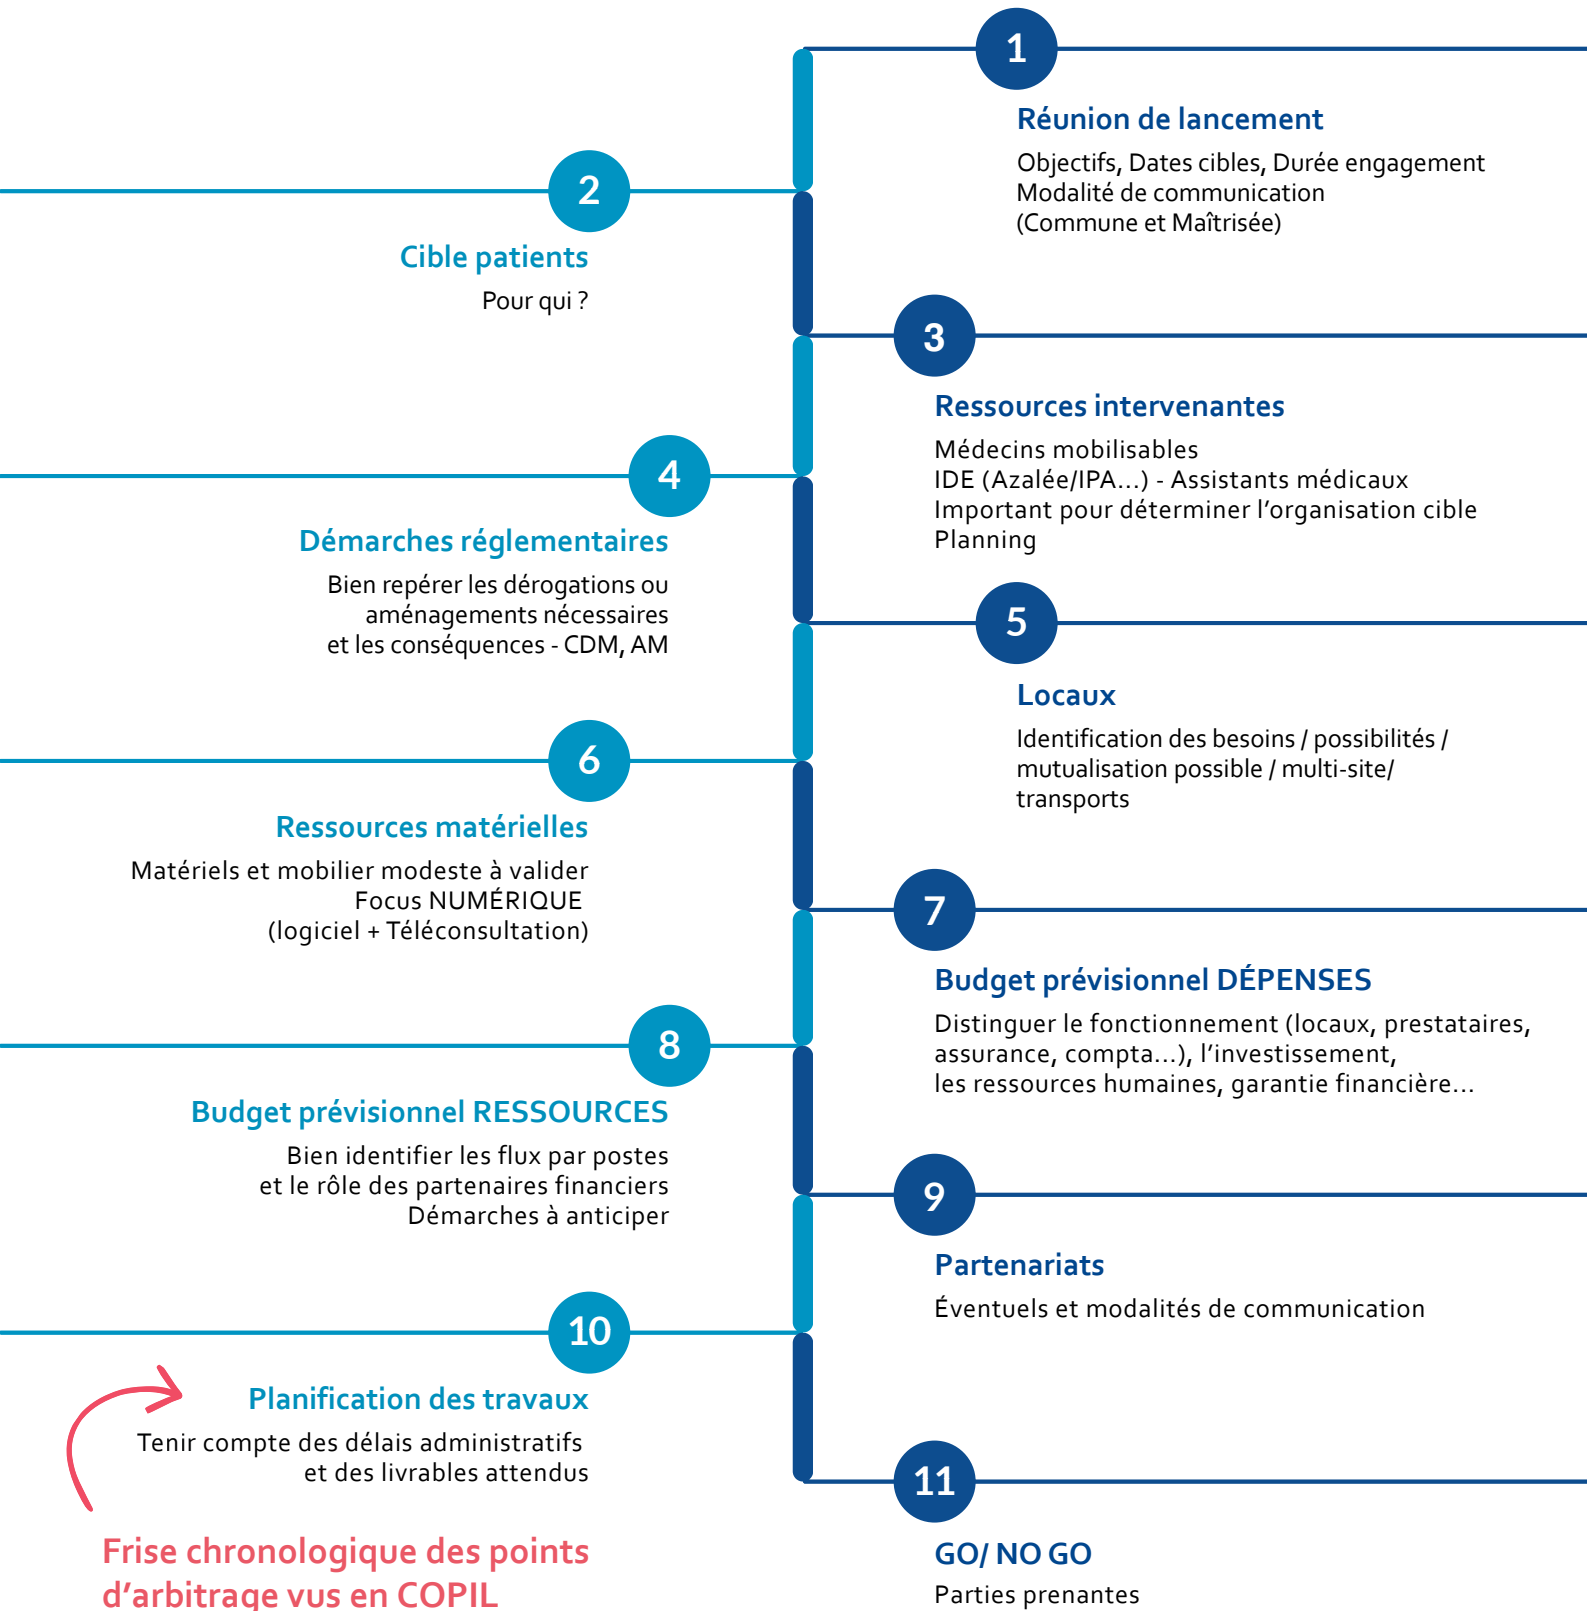 1
Réunion de lancement
Objectifs, Dates cibles, Durée engagement
Modalité de communication
(Commune et Maîtrisée)
2
Cible patients
Pour qui ?
3
Ressources intervenantes
Médecins mobilisables
IDE (Azalée/IPA...) - Assistants médicaux
Important pour déterminer l'organisation cible
Planning
4
Démarches réglementaires
Bien repérer les dérogations ou
aménagements nécessaires
et les conséquences - CDM, AM
5
Locaux
Identification des besoins / possibilités /
mutualisation possible / multi-site/
transports
6
Ressources matérielles
Matériels et mobilier modeste à valider
Focus NUMÉRIQUE
(logiciel + Téléconsultation)
7
Budget prévisionnel DÉPENSES
Distinguer le fonctionnement (locaux, prestataires,
assurance, compta...), l'investissement,
les ressources humaines, garantie financière...
8
Budget prévisionnel RESSOURCES
Bien identifier les flux par postes
et le rôle des partenaires financiers
Démarches à anticiper
9
Partenariats
Éventuels et modalités de communication
10
Planification des travaux
Tenir compte des délais administratifs
et des livrables attendus
11
GO/ NO GO
Parties prenantes
Frise chronologique des points
d'arbitrage vus en COPIL